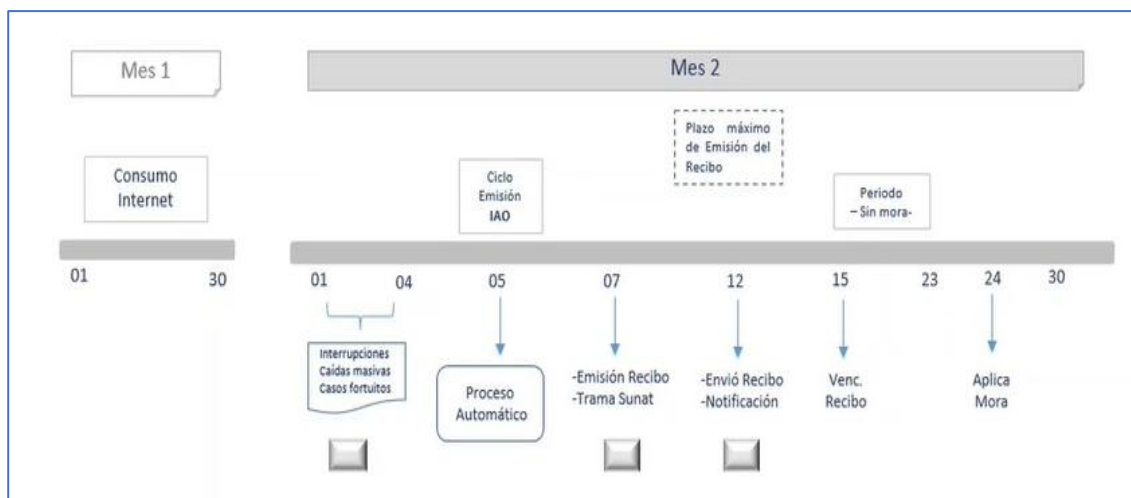 Mes 1
Mes 2
Plazo máximo
de Emisión del
Recibo
Consumo
Internet
Ciclo
Emisión
IAO
Periodo
– Sin mora-
01
30
01
04
05
07
12
15
23
24
30
Interrupciones
Caídas masivas
Casos fortuitos
Proceso
Automático
-Emisión Recibo
-Trama Sunat
-Envió Recibo
-Notificación
Venc.
Recibo
Aplica
Mora